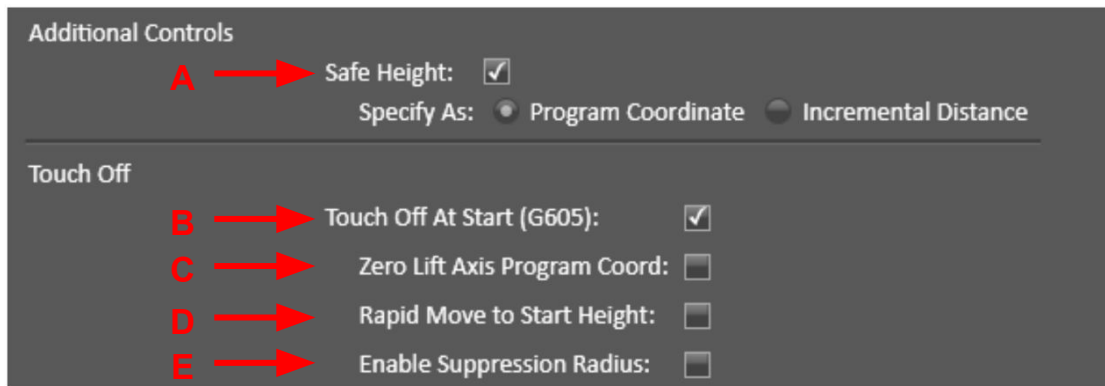 Additional Controls
A Safe Height:
Specify As: Program Coordinate Incremental Distance
Touch Off
B Touch Off At Start (G605):
C Zero Lift Axis Program Coord:
D Rapid Move to Start Height:
E Enable Suppression Radius: